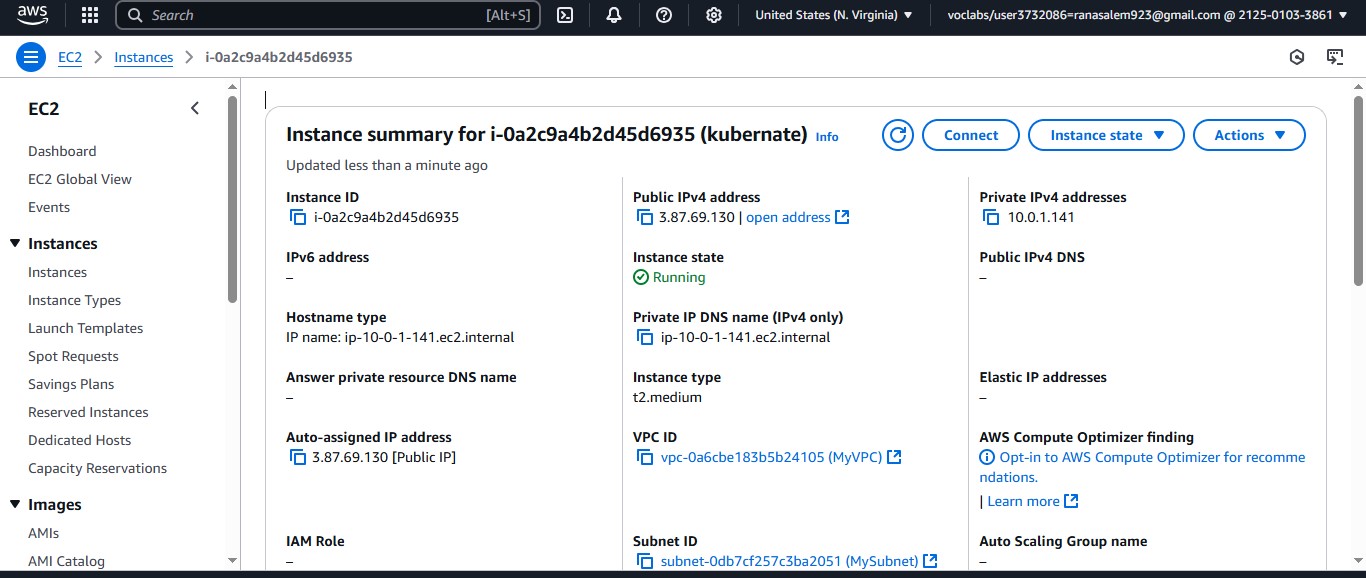 aws
Search
[Alt+S]
United States (N. Virginia)
voclabs/user3732086=ranasalem923@gmail.com @ 2125-0103-3861
EC2
Instances
i-0a2c9a4b2d45d6935
EC2
Dashboard
EC2 Global View
Events
Instances
Instances
Instance Types
Launch Templates
Spot Requests
Savings Plans
Reserved Instances
Dedicated Hosts
Capacity Reservations
Images
AMIs
AMI Catalog
Instance summary for i-0a2c9a4b2d45d6935 (kubernate) Info
Connect
Instance state
Actions
Updated less than a minute ago
Instance ID
i-0a2c9a4b2d45d6935
Public IPv4 address
3.87.69.130 | open address
Private IPv4 addresses
10.0.1.141
IPv6 address
–
Instance state
Running
Public IPv4 DNS
–
Hostname type
IP name: ip-10-0-1-141.ec2.internal
Private IP DNS name (IPv4 only)
ip-10-0-1-141.ec2.internal
Answer private resource DNS name
–
Instance type
t2.medium
Elastic IP addresses
–
Auto-assigned IP address
3.87.69.130 [Public IP]
VPC ID
vpc-0a6cbe183b5b24105 (MyVPC)
AWS Compute Optimizer finding
Opt-in to AWS Compute Optimizer for recomme
ndations.
| Learn more
IAM Role
–
Subnet ID
subnet-0db7cf257c3ba2051 (MySubnet)
Auto Scaling Group name
–